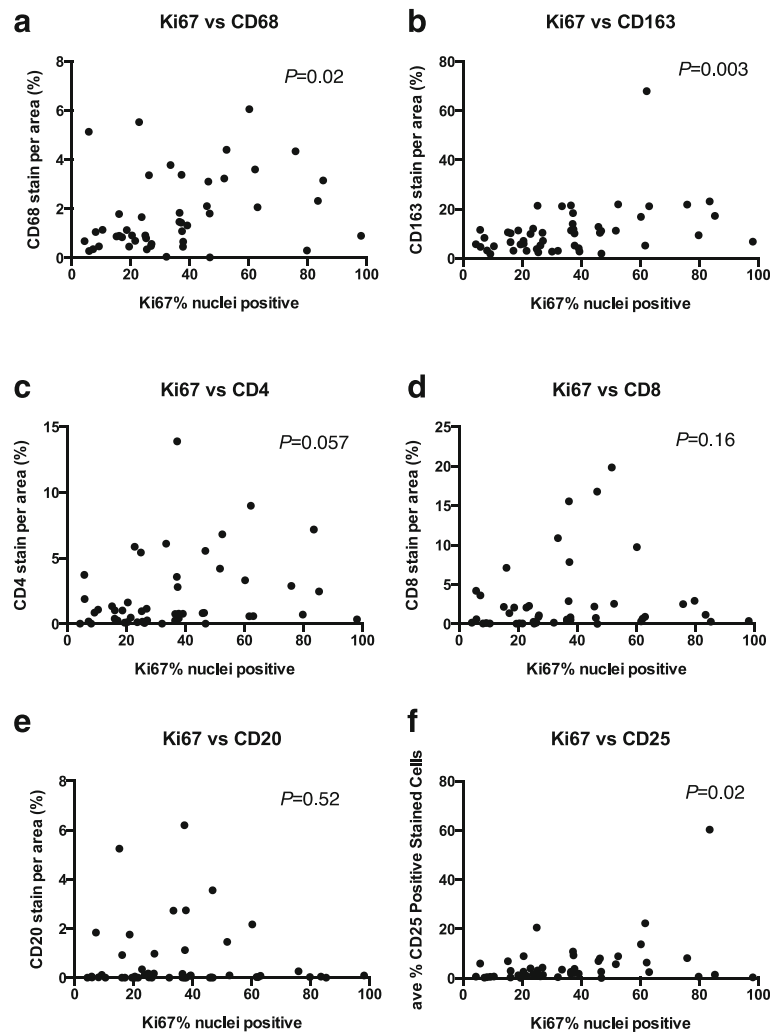 a
Ki67 vs CD68
P=0.02
CD68 stain per area (%)
8
6
4
2
0
0 20 40 60 80 100
Ki67% nuclei positive
b
Ki67 vs CD163
P=0.003
CD163 stain per area (%)
80
60
40
20
0
0 20 40 60 80 100
Ki67% nuclei positive
c
Ki67 vs CD4
P=0.057
CD4 stain per area (%)
15
10
5
0
0 20 40 60 80 100
Ki67% nuclei positive
d
Ki67 vs CD8
P=0.16
CD8 stain per area (%)
25
20
15
10
5
0
0 20 40 60 80 100
Ki67% nuclei positive
e
Ki67 vs CD20
P=0.52
CD20 stain per area (%)
8
6
4
2
0
0 20 40 60 80 100
Ki67% nuclei positive
f
Ki67 vs CD25
P=0.02
ave % CD25 Positive Stained Cells
80
60
40
20
0
0 20 40 60 80 100
Ki67% nuclei positive